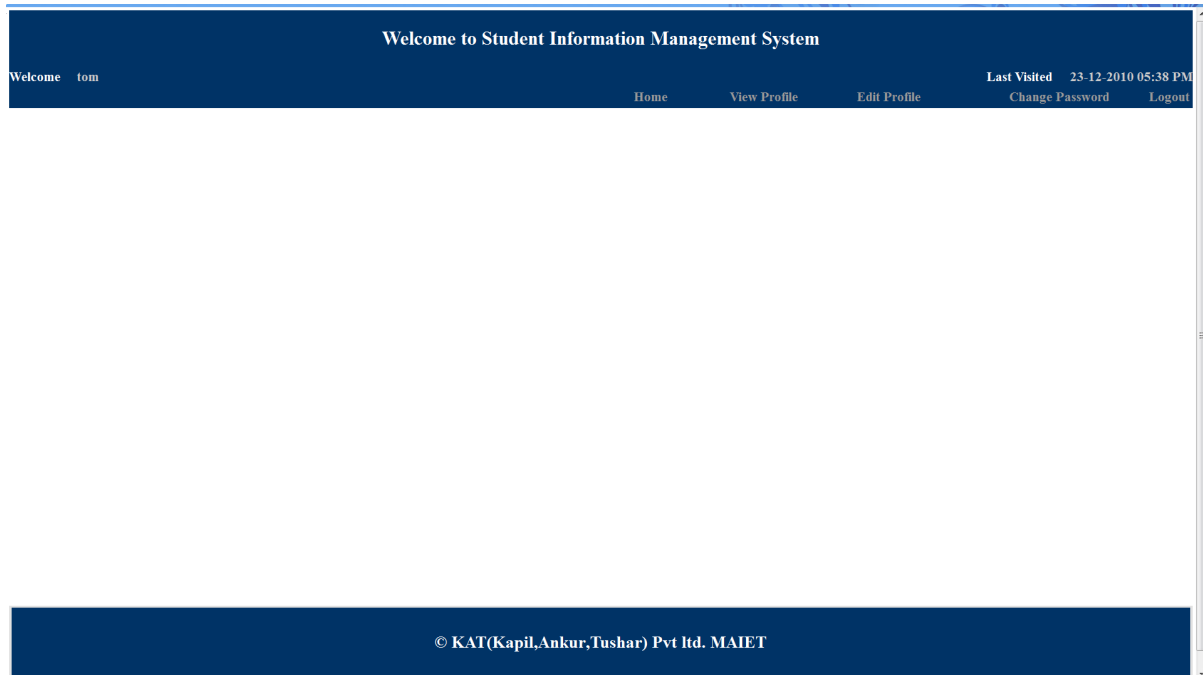 Welcome to Student Information Management System
Welcome tom Last Visited 23-12-2010 05:38 PM
Home View Profile Edit Profile Change Password Logout
© KAT(Kapil,Ankur,Tushar) Pvt ltd. MAIET